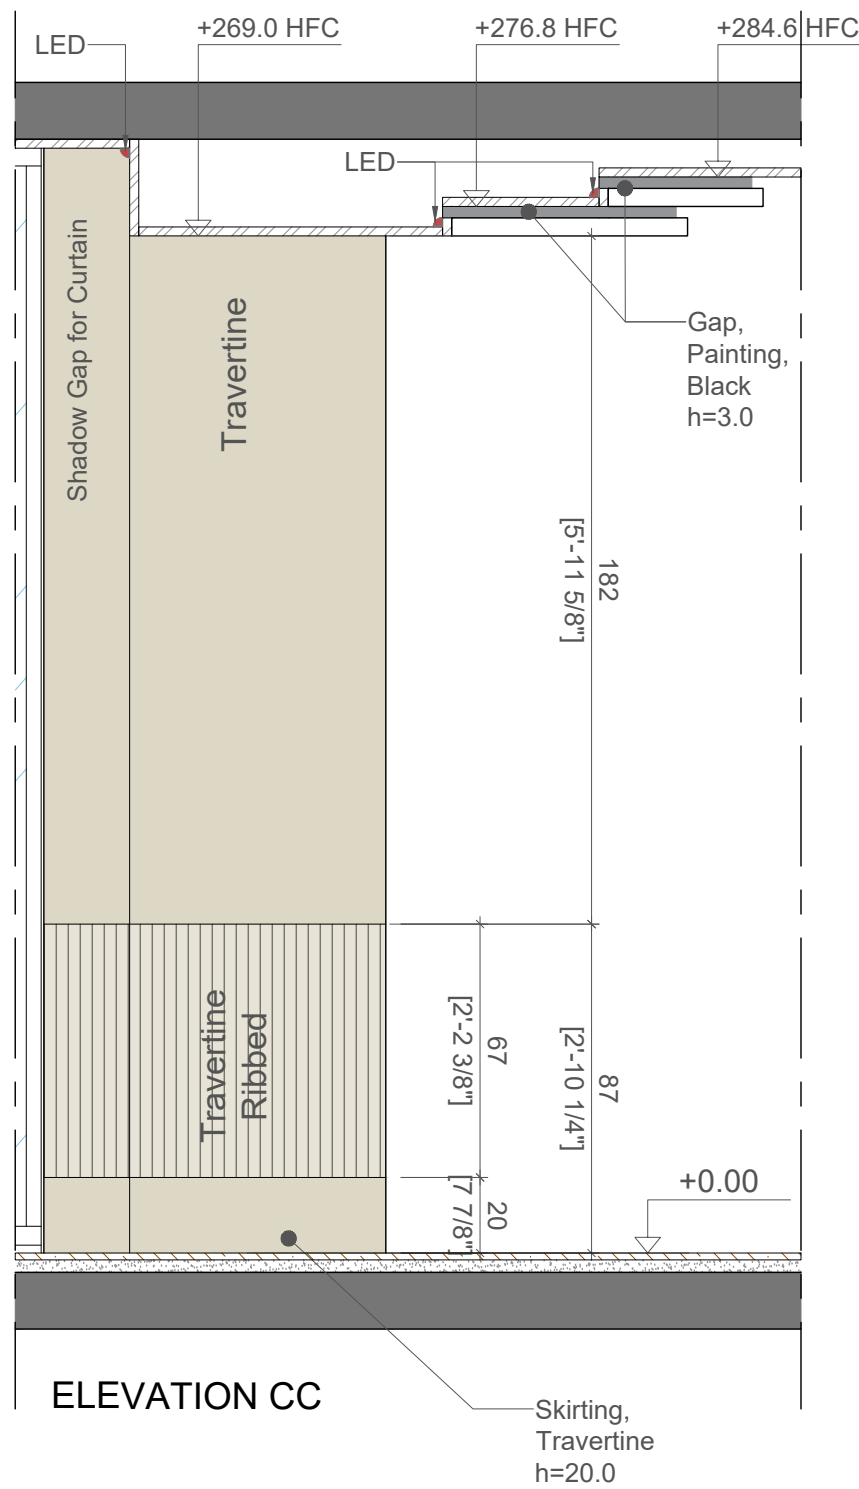 +269.0 HFC
+276.8 HFC
+284.6 HFC
LED
LED
Shadow Gap for Curtain
Travertine
Gap,
Painting,
Black
h=3.0
182
[5'-11 5/8"]
Travertine
Ribbed
67
[2'-2 3/8"]
87
[2'-10 1/4"]
20
[7 7/8"]
+0.00
ELEVATION CC
Skirting,
Travertine
h=20.0